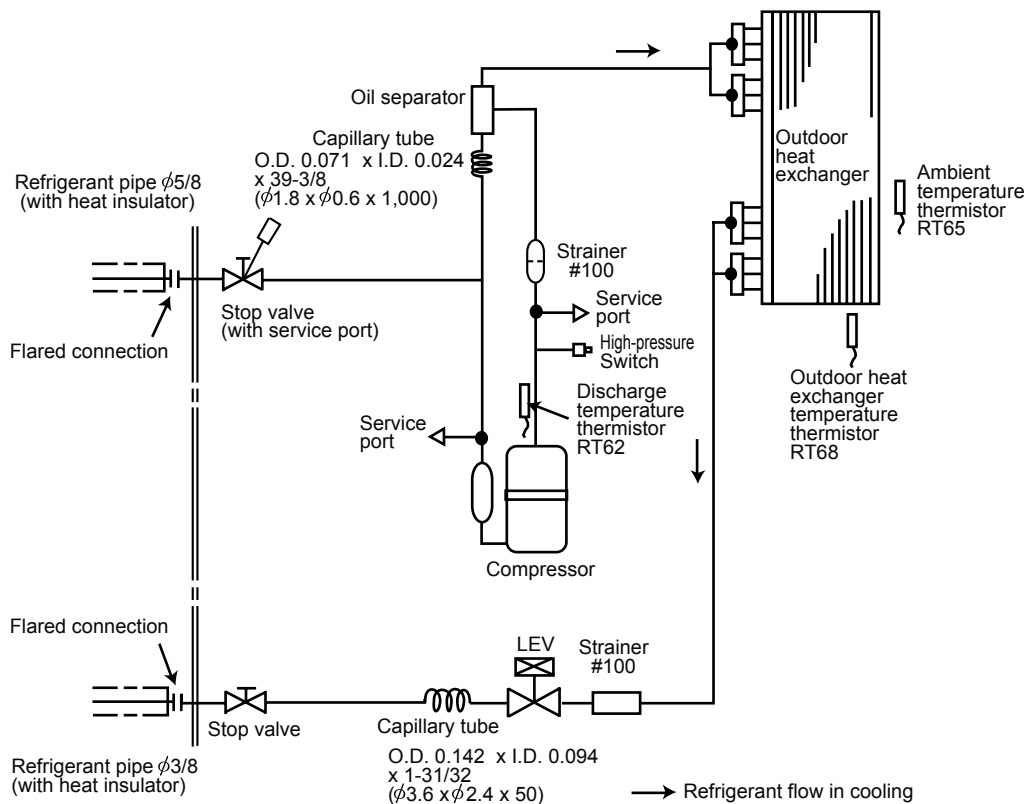 Oil separator
Capillary tube
O.D. 0.071 x I.D. 0.024
x 39-3/8
(ϕ1.8 x ϕ0.6 x 1,000)
Refrigerant pipe ϕ5/8
(with heat insulator)
Outdoor
heat
exchanger
Ambient
temperature
thermistor
RT65
Strainer
#100
Stop valve
(with service port)
Service
port
Flared connection
High-pressure
Switch
Outdoor heat
exchanger
temperature
thermistor
RT68
Discharge
temperature
thermistor
RT62
Service
port
Compressor
Flared connection
LEV
Strainer
#100
Stop valve
Capillary tube
O.D. 0.142 x I.D. 0.094
x 1-31/32
(ϕ3.6 x ϕ2.4 x 50)
Refrigerant pipe ϕ3/8
(with heat insulator)
Refrigerant flow in cooling